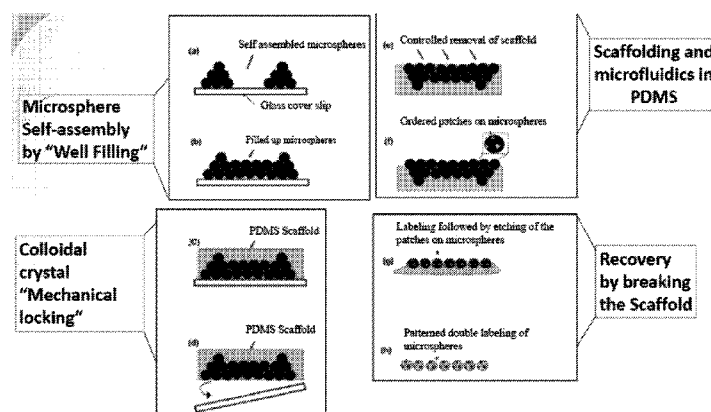 Microsphere
Self-assembly
by "Well Filling"
(a)
Self assembled microspheres
Glass cover slip
(b)
Filled up microspheres
(e)
Controlled removal of scaffold
Ordered patches on microspheres
(f)
Scaffolding and
microfluidics in
PDMS
Colloidal
crystal
"Mechanical
locking"
(c)
PDMS Scaffold
PDMS Scaffold
(d)
Labeling followed by etching of the
patches on microspheres
(g)
Patterned double labeling of
microspheres
(h)
Recovery
by breaking
the Scaffold